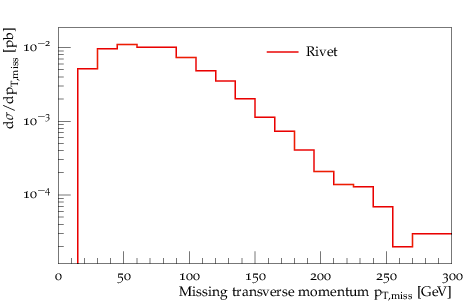 dσ/dp_T,miss [pb]
Rivet
10⁻²
10⁻³
10⁻⁴
0 50 100 150 200 250 300
Missing transverse momentum p_T,miss [GeV]